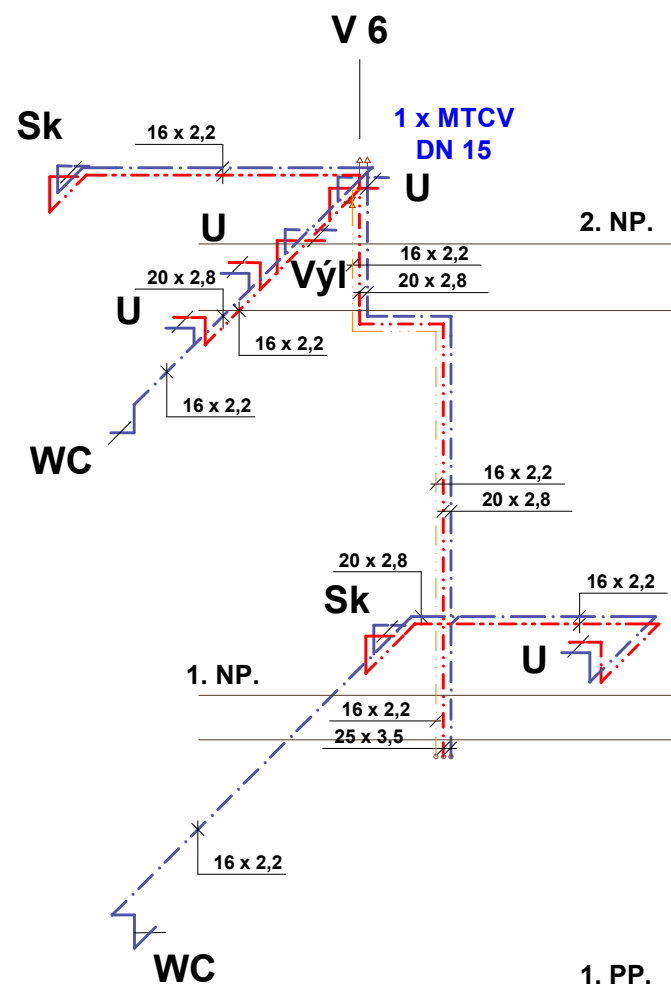 V 6
1 x MTCV
DN 15
Sk
16 x 2,2
U
U
2. NP.
16 x 2,2
Výl
20 x 2,8
20 x 2,8
U
16 x 2,2
16 x 2,2
WC
16 x 2,2
20 x 2,8
20 x 2,8
16 x 2,2
Sk
U
1. NP.
16 x 2,2
25 x 3,5
16 x 2,2
WC
1. PP.